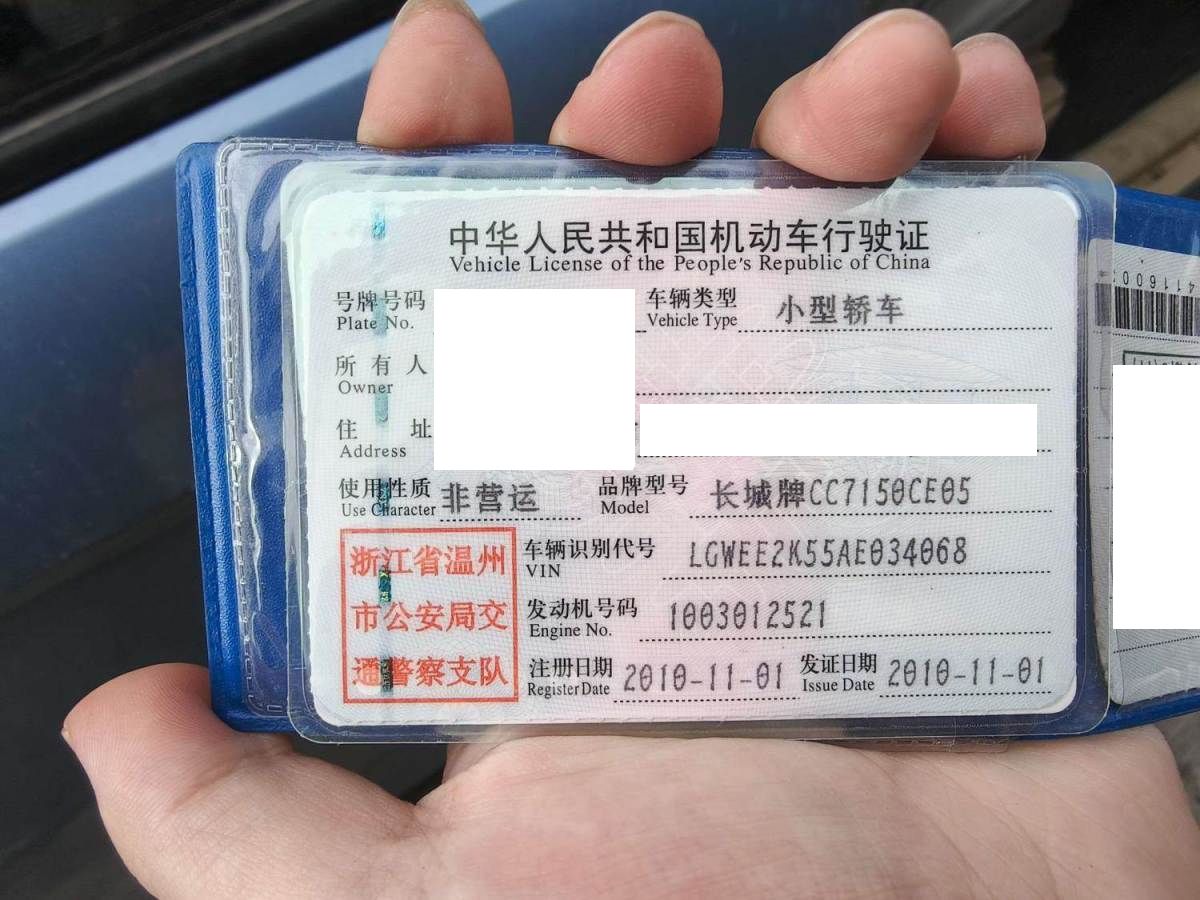 中华人民共和国机动车行驶证
Vehicle License of the People's Republic of China
号牌号码 车辆类型 小型轿车
Plate No. Vehicle Type
所有人
Owner
住址
Address
使用性质 非营运 品牌型号 长城牌CC7150CE05
Use Character Model
车辆识别代号 LGWEE2K55AE034068
VIN
发动机号码 1003012521
Engine No.
注册日期 2010-11-01 发证日期 2010-11-01
Register Date Issue Date
浙江省温州
市公安局交
通警察支队